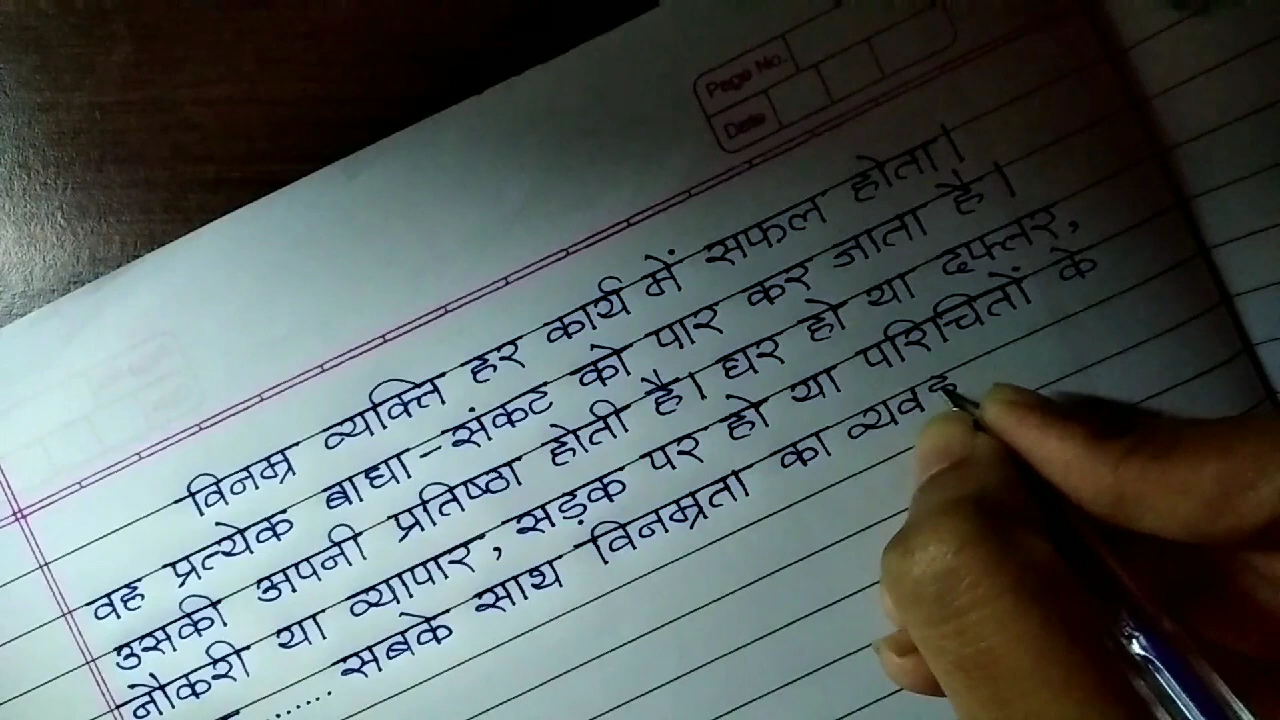 Page No.
Date
विनम्र व्यक्ति हर कार्य में सफल होता।
वह प्रत्येक बाधा-संकट को पार कर जाता है।
उसकी अपनी प्रतिष्ठा होती है। घर हो या दफ्तर,
नौकरी या व्यापार, सड़क पर हो या परिचितों के
....... सबके साथ विनम्रता का व्यवह